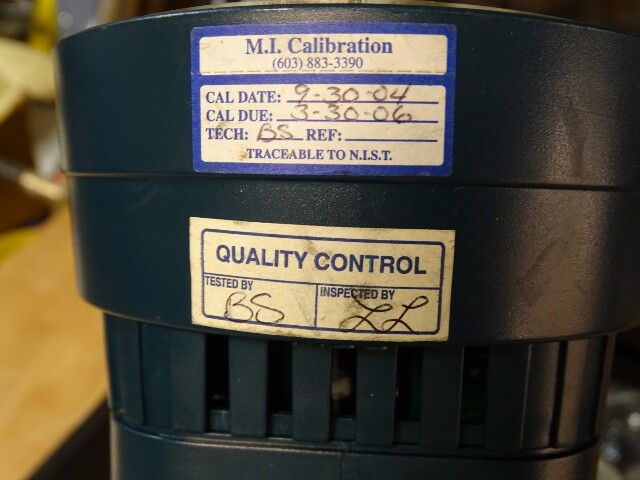 M.I. Calibration
(603) 883-3390
CAL DATE: 9-30-04
CAL DUE: 3-30-06
TECH: BS REF:
TRACEABLE TO N.I.S.T.
QUALITY CONTROL
TESTED BY INSPECTED BY
BS LL